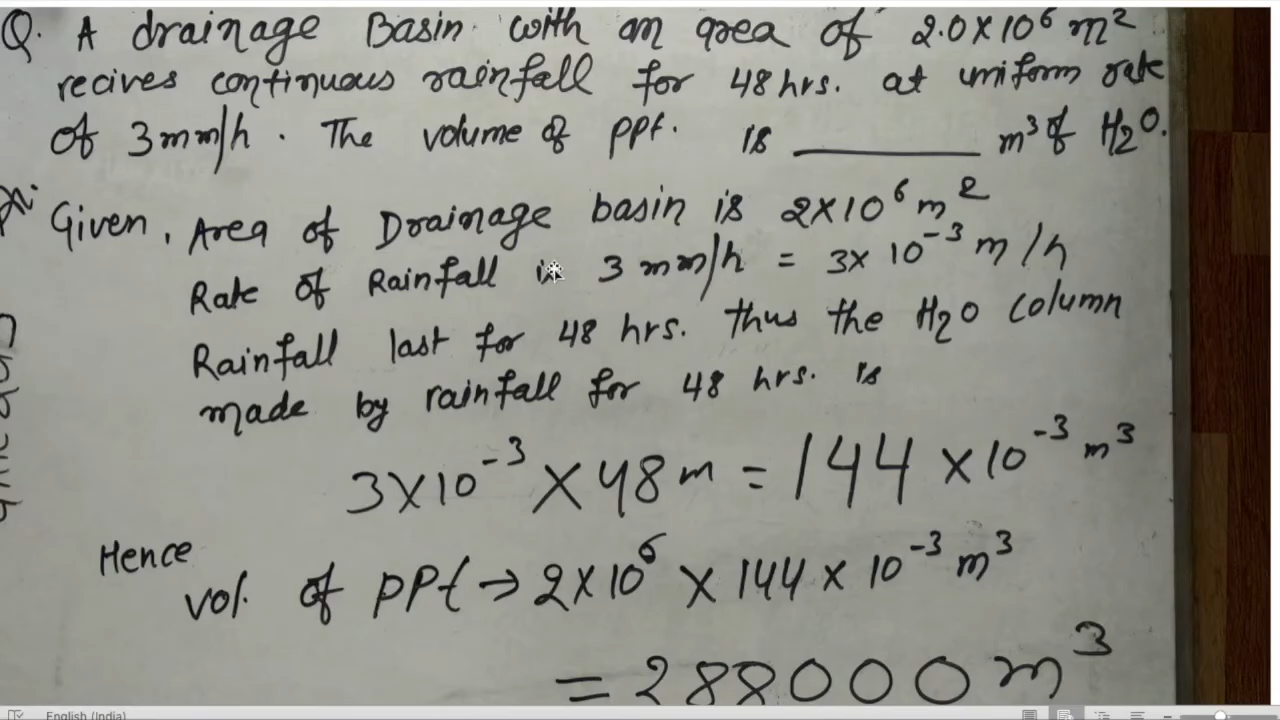 Q. A drainage Basin with an area of 2.0×10⁶ m²
recives continuous rainfall for 48 hrs. at uniform rate
of 3mm/h. The volume of ppt. is ______ m³ of H₂O.
Given, Area of Drainage basin is 2×10⁶ m²
Rate of Rainfall is 3 mm/h = 3× 10⁻³ m/h
Rainfall last for 48 hrs. thus the H₂O column
made by rainfall for 48 hrs. is
3×10⁻³ × 48 m = 144 ×10⁻³ m³
Hence
vol. of ppt → 2×10⁶ × 144 × 10⁻³ m³
= 288000 m³
English (India)